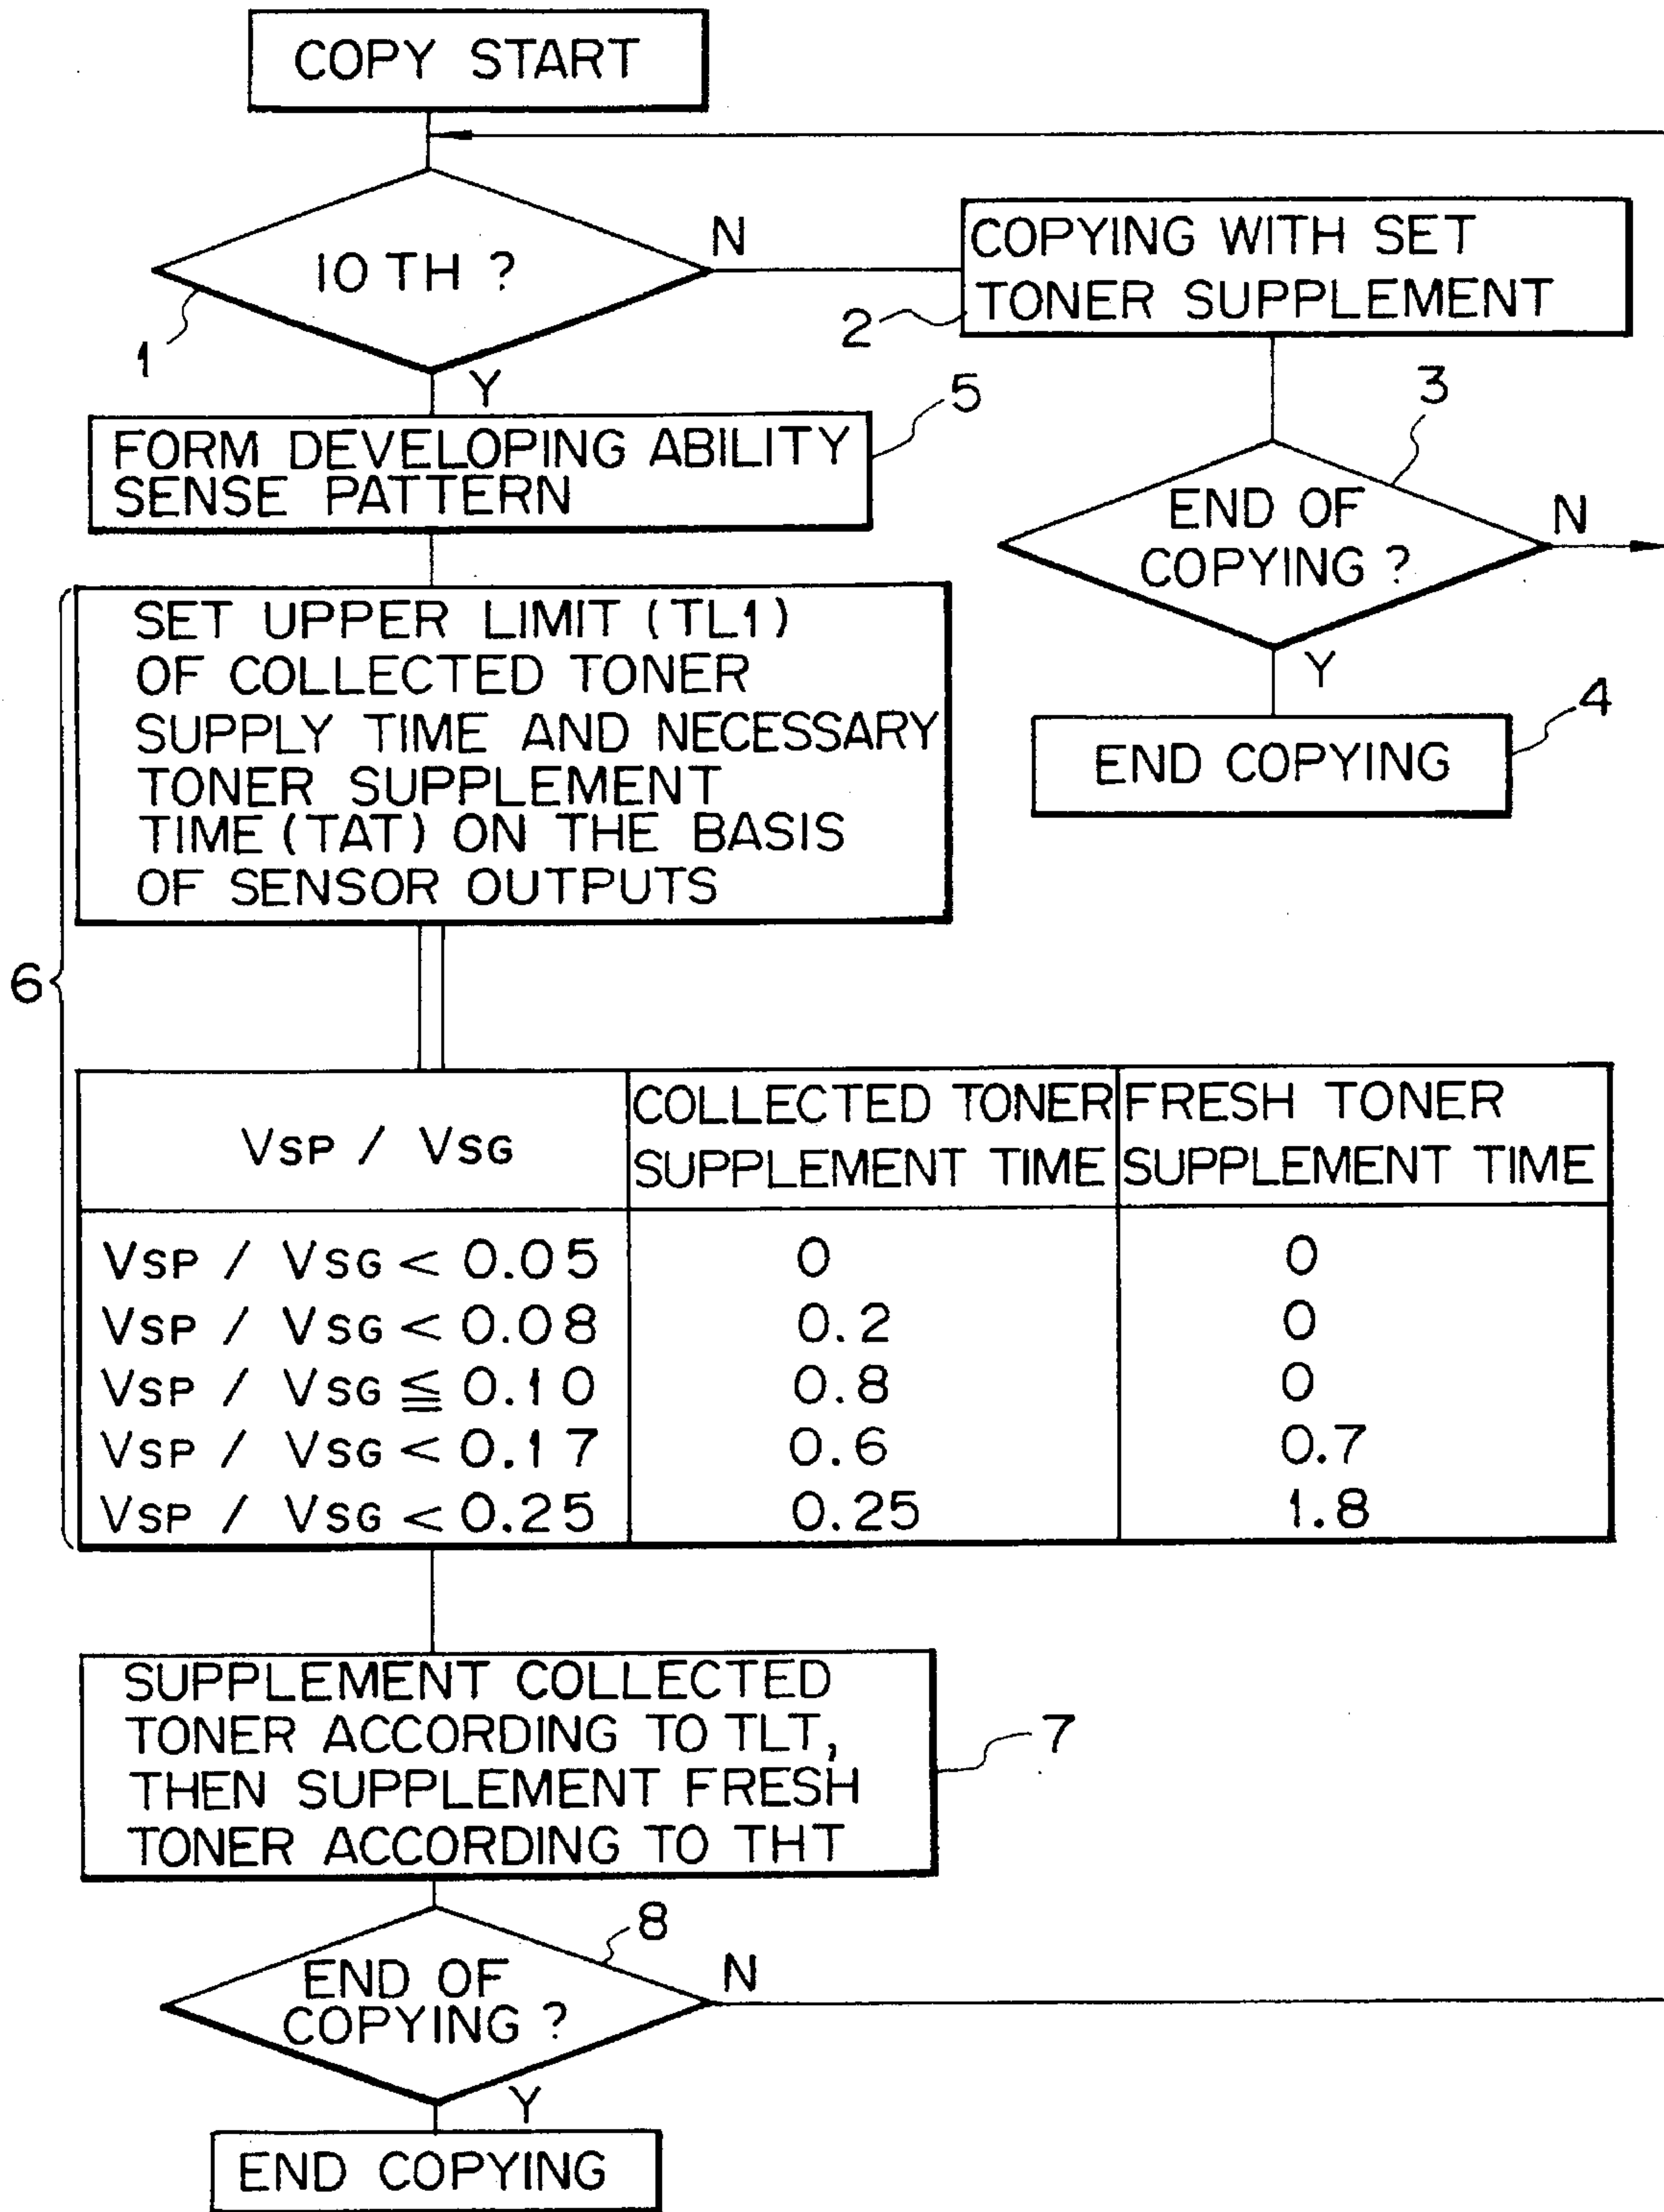 COPY START
10 TH ?
N
1
Y
COPYING WITH SET
TONER SUPPLEMENT
2
3
END OF
COPYING ?
N
Y
4
END COPYING
5
FORM DEVELOPING ABILITY
SENSE PATTERN
6
SET UPPER LIMIT (TL1)
OF COLLECTED TONER
SUPPLY TIME AND NECESSARY
TONER SUPPLEMENT
TIME (TAT) ON THE BASIS
OF SENSOR OUTPUTS
VSP / VSG
COLLECTED TONER
SUPPLEMENT TIME
FRESH TONER
SUPPLEMENT TIME
VSP / VSG < 0.05 0 0
VSP / VSG < 0.08 0.2 0
VSP / VSG ≦ 0.10 0.8 0
VSP / VSG < 0.17 0.6 0.7
VSP / VSG < 0.25 0.25 1.8
SUPPLEMENT COLLECTED
TONER ACCORDING TO TLT,
THEN SUPPLEMENT FRESH
TONER ACCORDING TO THT
7
8
END OF
COPYING ?
N
Y
END COPYING